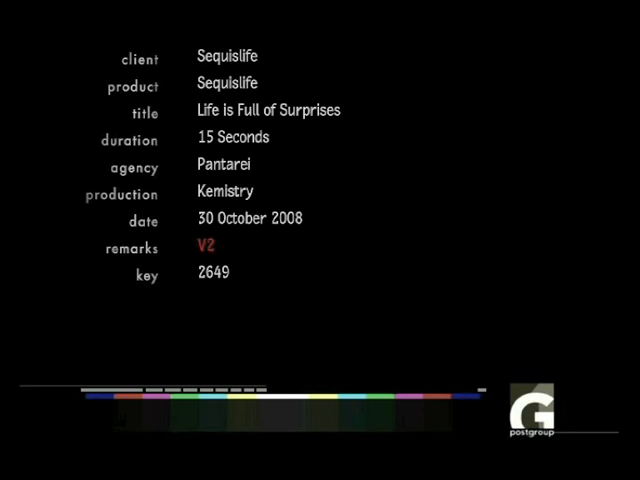 client Sequislife
product Sequislife
title Life is Full of Surprises
duration 15 Seconds
agency Pantarei
production Kemistry
date 30 October 2008
remarks V2
key 2649
G
postgroup